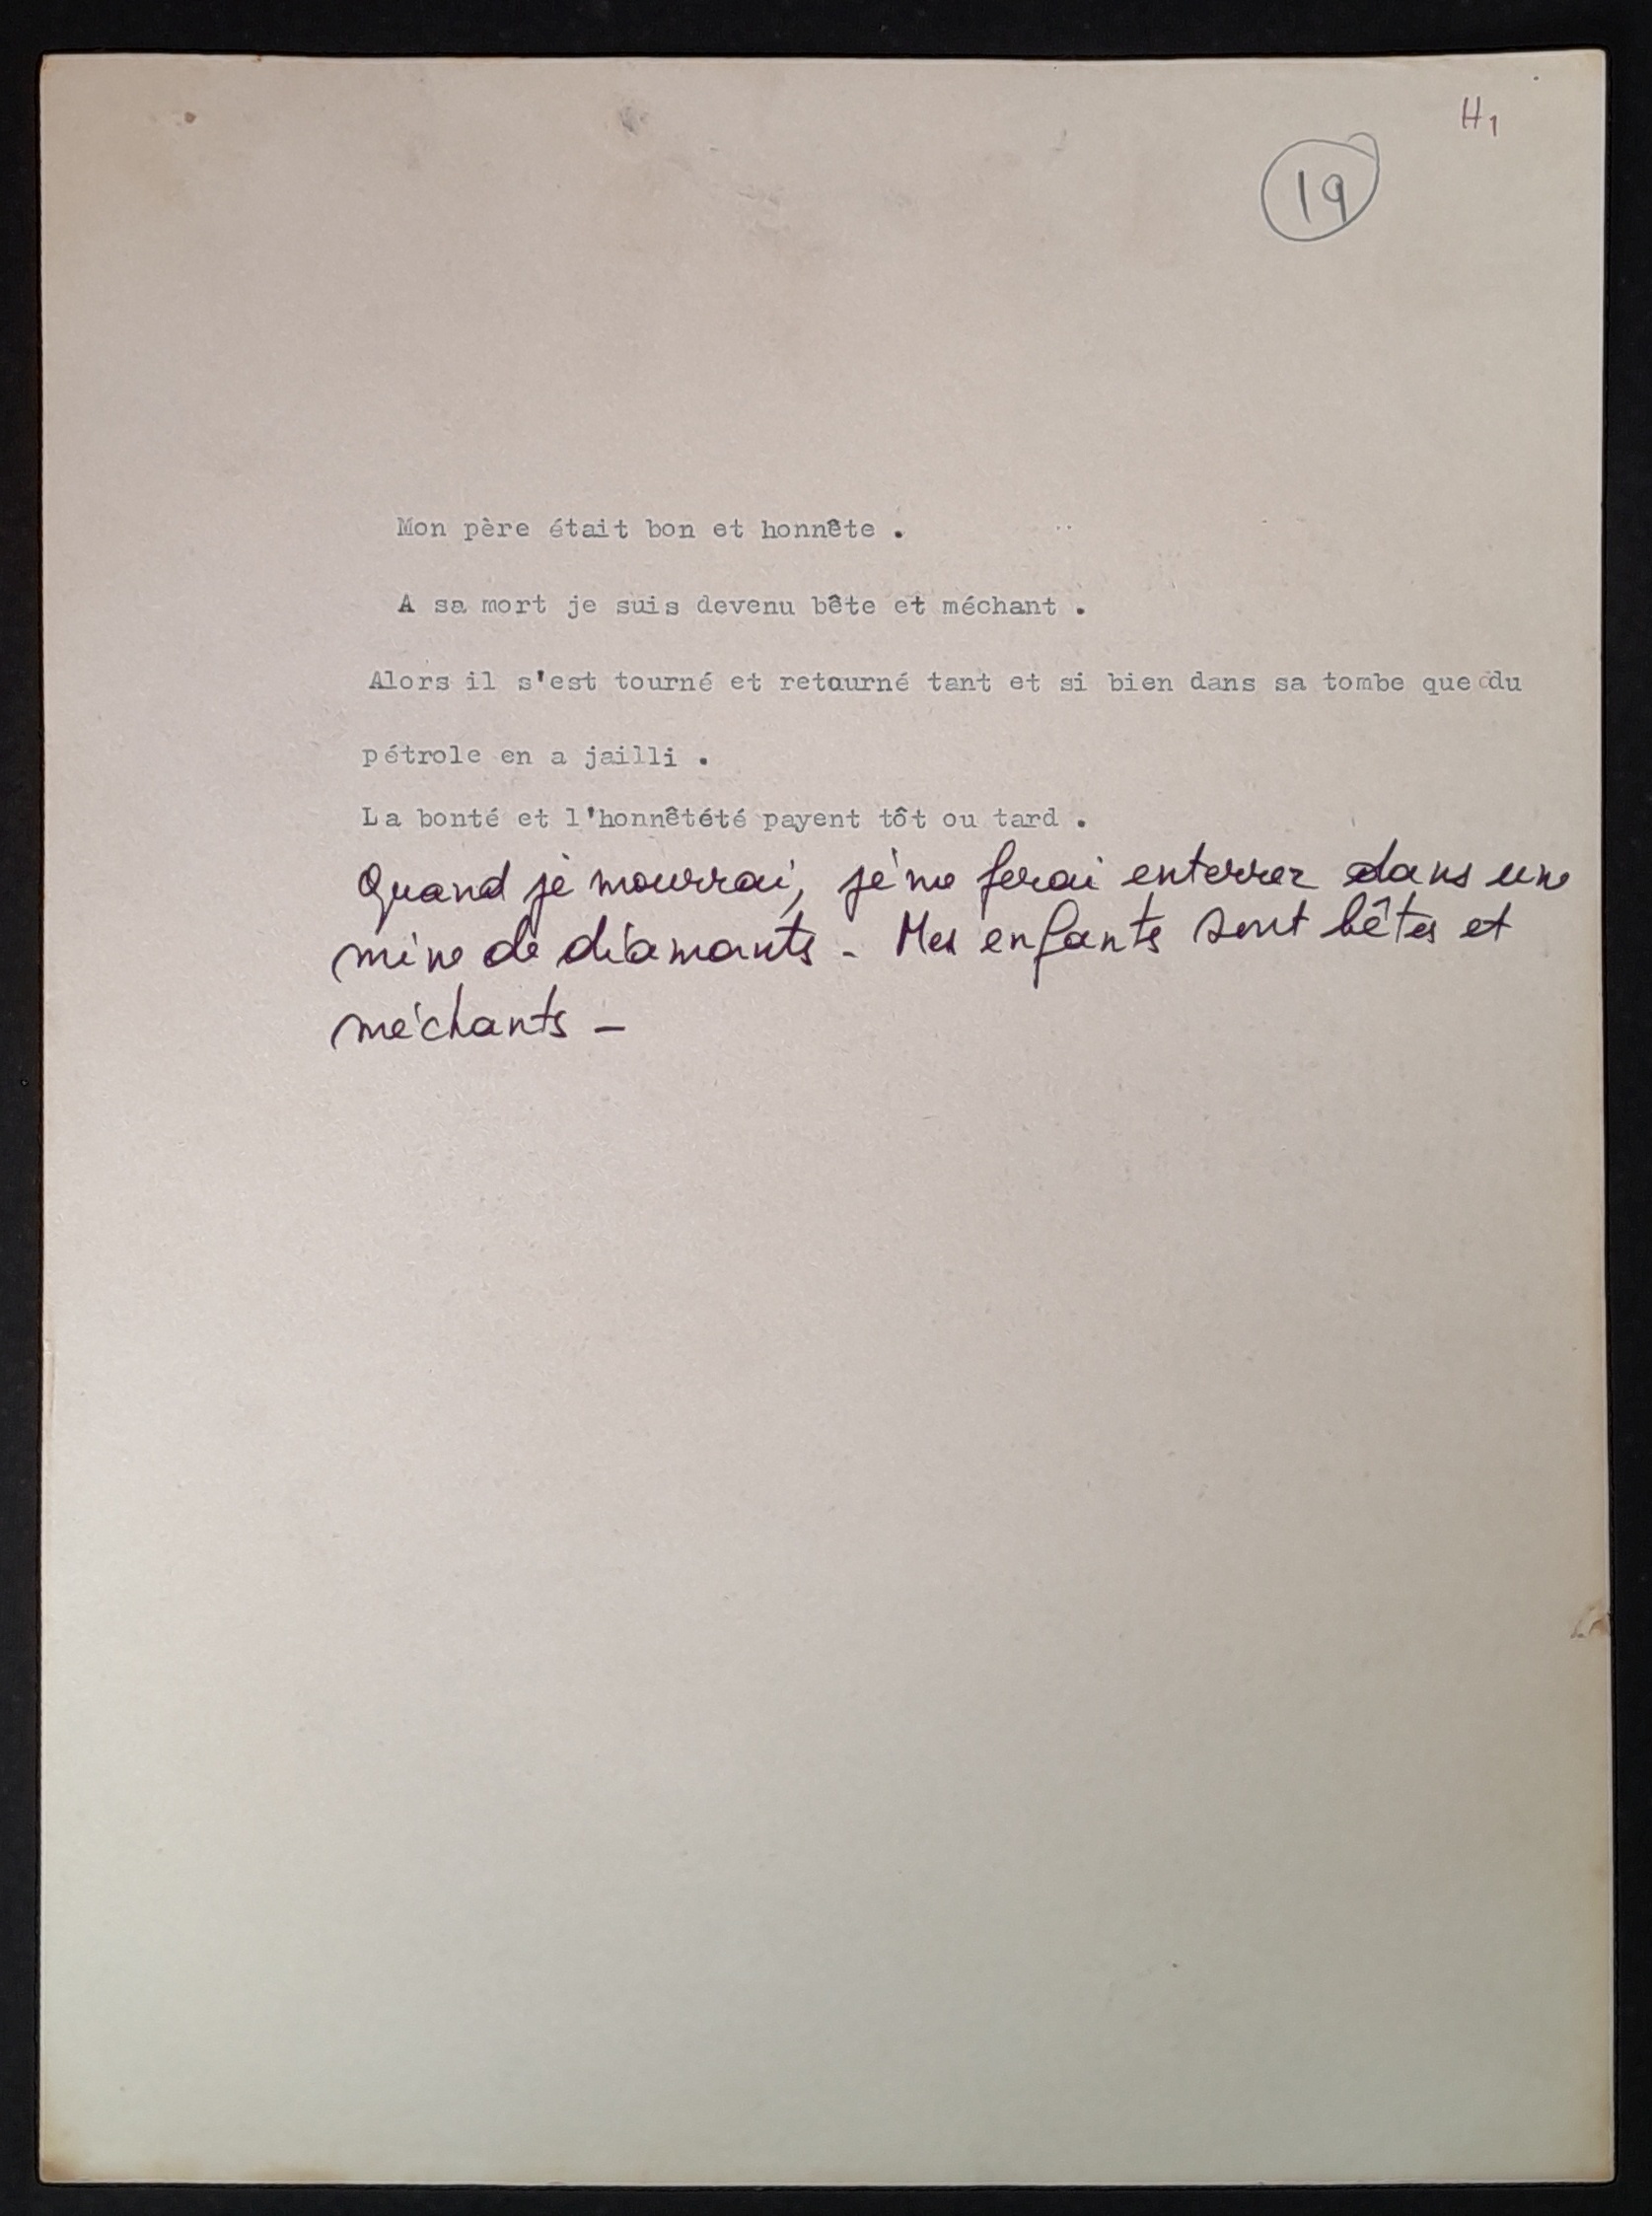 H1
19
Mon père était bon et honnête .
A sa mort je suis devenu bête et méchant .
Alors il s'est tourné et retourné tant et si bien dans sa tombe que du
pétrole en a jailli .
La bonté et l'honnêtété payent tôt ou tard .
Quand je mourrai, je me ferai enterrer dans une
mine de diamants - Mes enfants sont bêtes et
méchants -